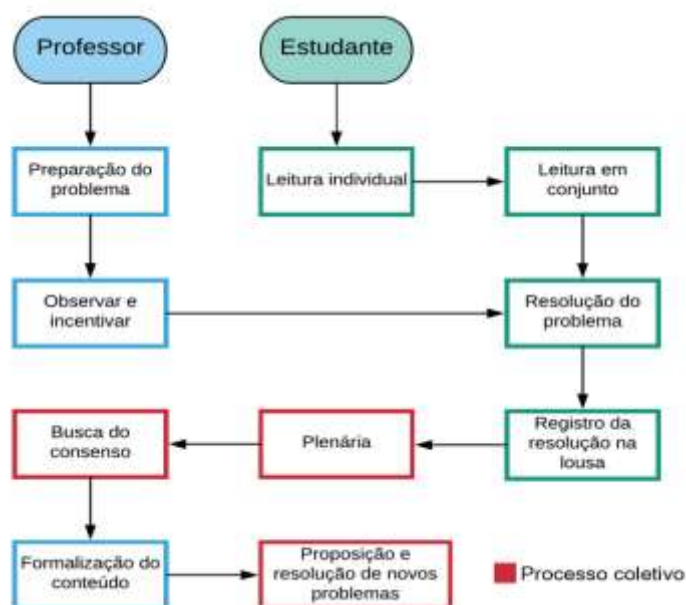 Professor
Estudante
Preparação do
problema
Leitura individual
Leitura em
conjunto
Observar e
incentivar
Resolução do
problema
Busca do
consenso
Plenária
Registro da
resolução na
lousa
Formalização do
conteúdo
Proposição e
resolução de novos
problemas
Processo coletivo